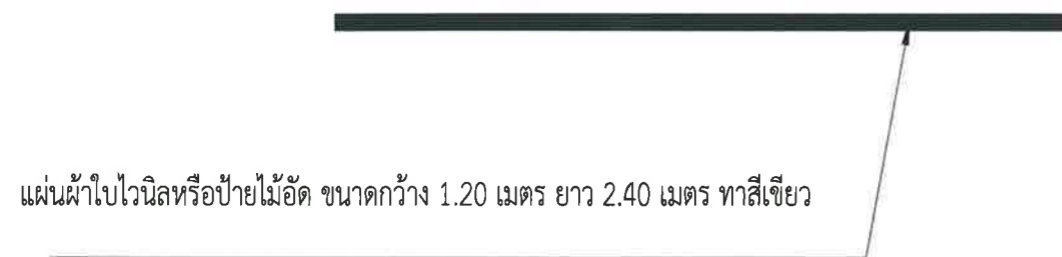 แผ่นผ้าใบไวนิลหรือป้ายไม้อัด ขนาดกว้าง 1.20 เมตร ยาว 2.40 เมตร ทาสีเขียว